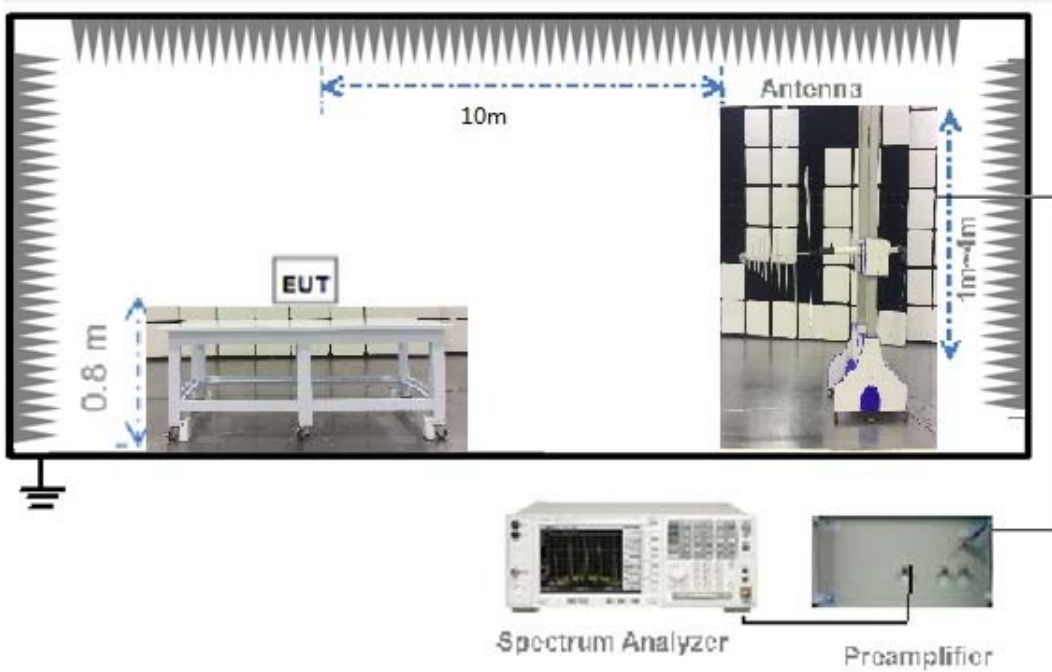 Antenna
10m
1m~4m
EUT
0.8 m
Spectrum Analyzer
Preamplifier